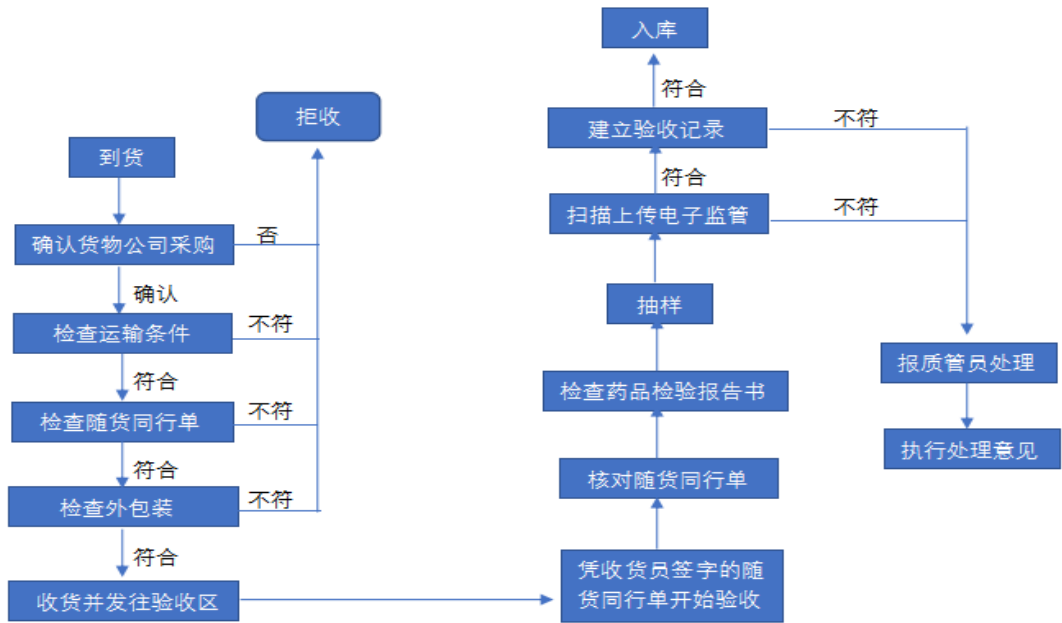 到货
确认货物公司采购
否
拒收
确认
检查运输条件
不符
符合
检查随货同行单
不符
符合
检查外包装
不符
符合
收货并发往验收区
凭收货员签字的随
货同行单开始验收
核对随货同行单
检查药品检验报告书
抽样
扫描上传电子监管
不符
符合
建立验收记录
不符
符合
入库
报质管员处理
执行处理意见